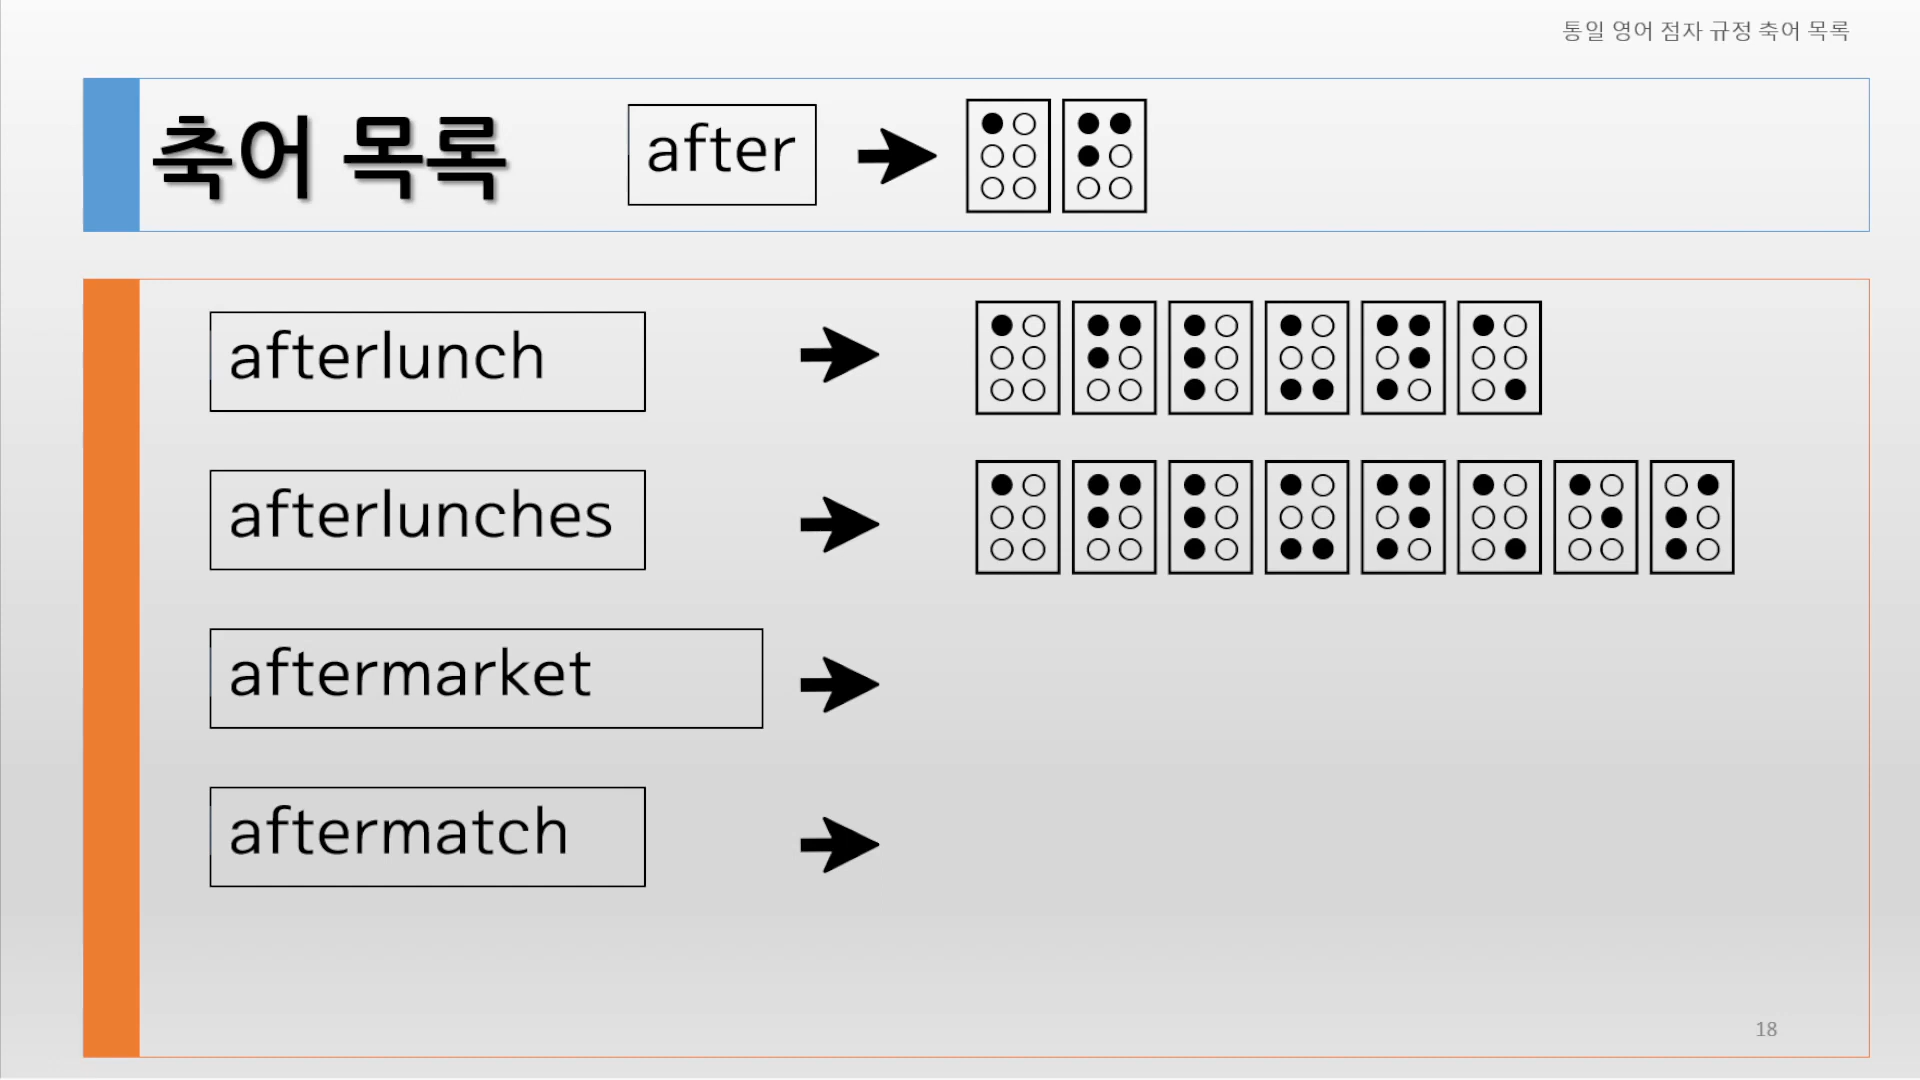 통일 영어 점자 규정 축어 목록
축어 목록 after ⠁⠋
afterlunch ⠁⠋⠇⠥⠝⠡
afterlunches ⠁⠋⠇⠥⠝⠡⠑⠎
aftermarket
aftermatch
18